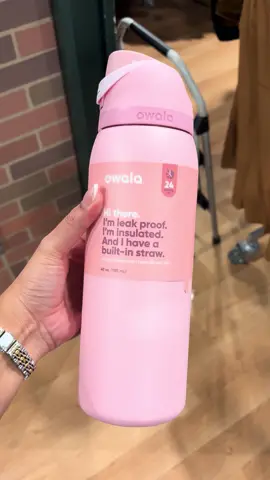 owala
owala
24
Hi there.
I'm leak proof.
I'm insulated.
And I have a
built-in straw.